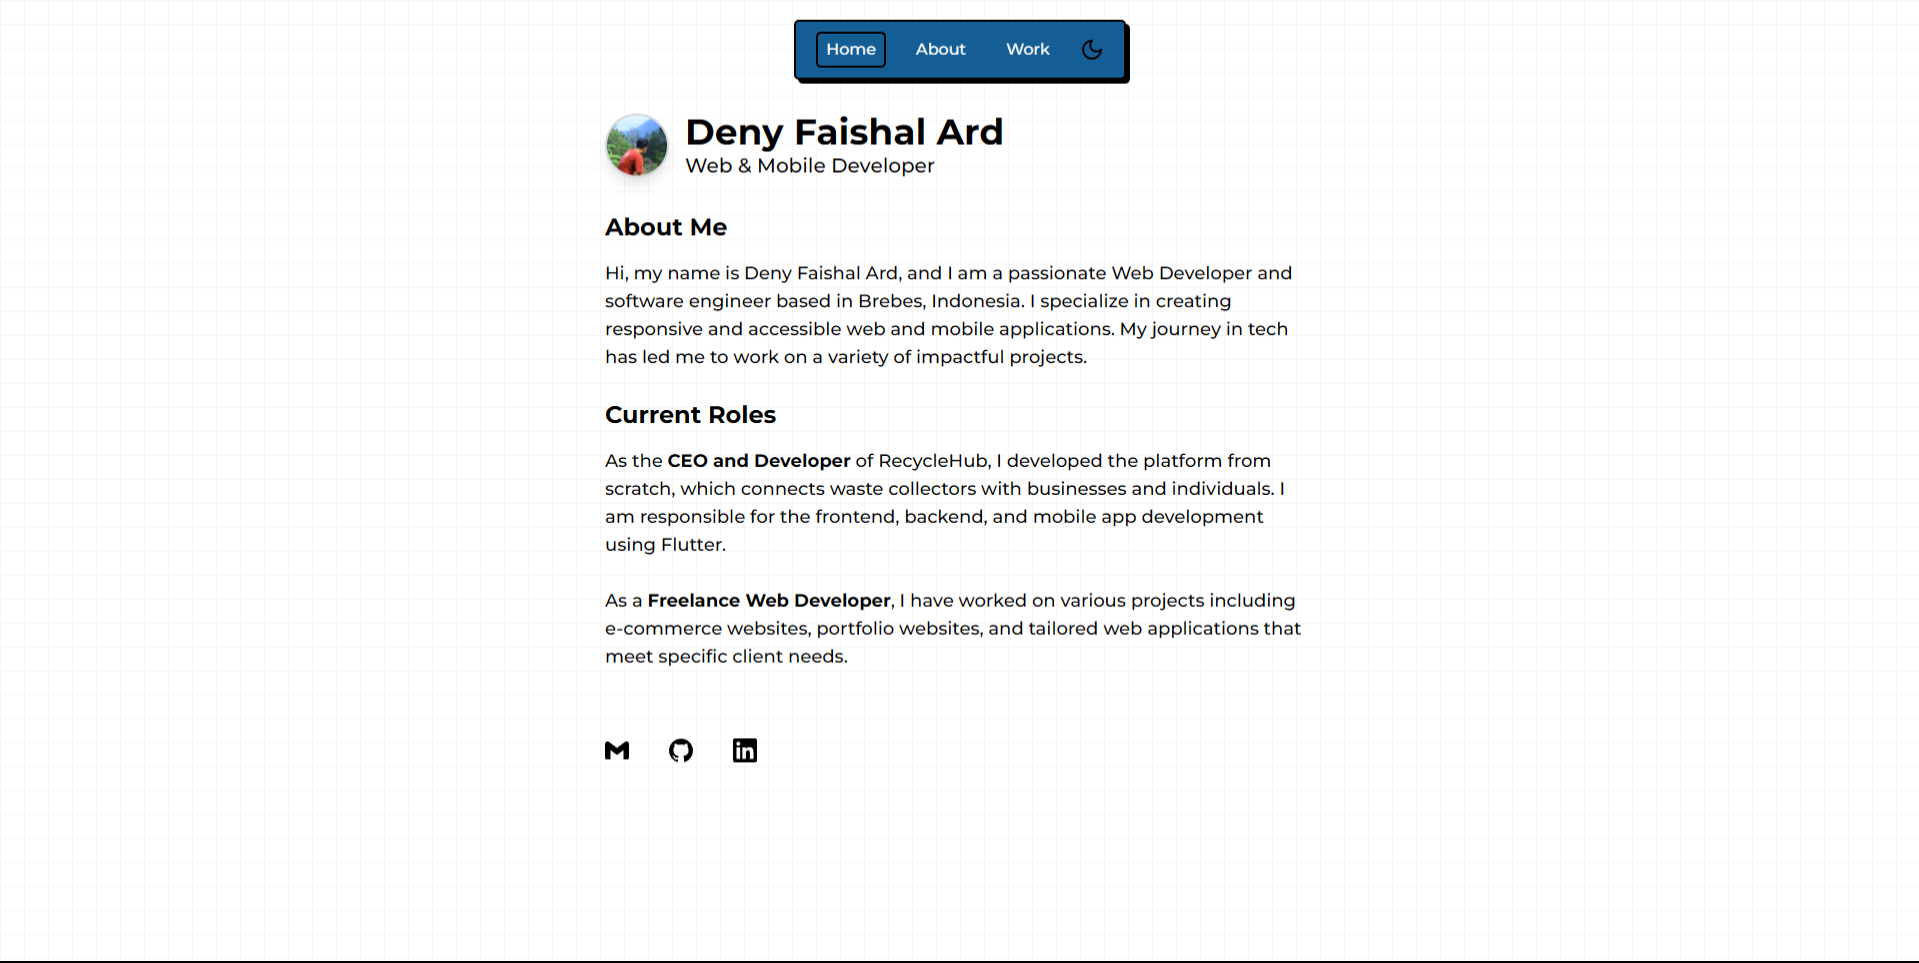 Home About Work
Deny Faishal Ard
Web & Mobile Developer
About Me
Hi, my name is Deny Faishal Ard, and I am a passionate Web Developer and
software engineer based in Brebes, Indonesia. I specialize in creating
responsive and accessible web and mobile applications. My journey in tech
has led me to work on a variety of impactful projects.
Current Roles
As the CEO and Developer of RecycleHub, I developed the platform from
scratch, which connects waste collectors with businesses and individuals. I
am responsible for the frontend, backend, and mobile app development
using Flutter.
As a Freelance Web Developer, I have worked on various projects including
e-commerce websites, portfolio websites, and tailored web applications that
meet specific client needs.
in